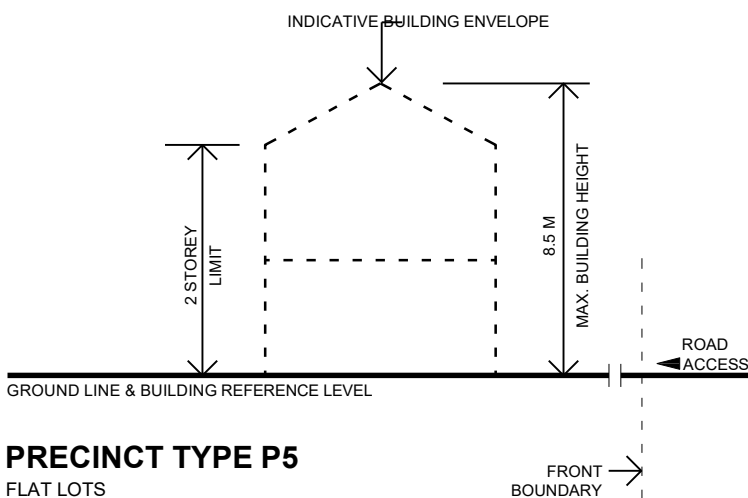 INDICATIVE BUILDING ENVELOPE
2 STOREY
LIMIT
8.5 M
MAX. BUILDING HEIGHT
ROAD
ACCESS
GROUND LINE & BUILDING REFERENCE LEVEL
PRECINCT TYPE P5
FLAT LOTS
FRONT
BOUNDARY